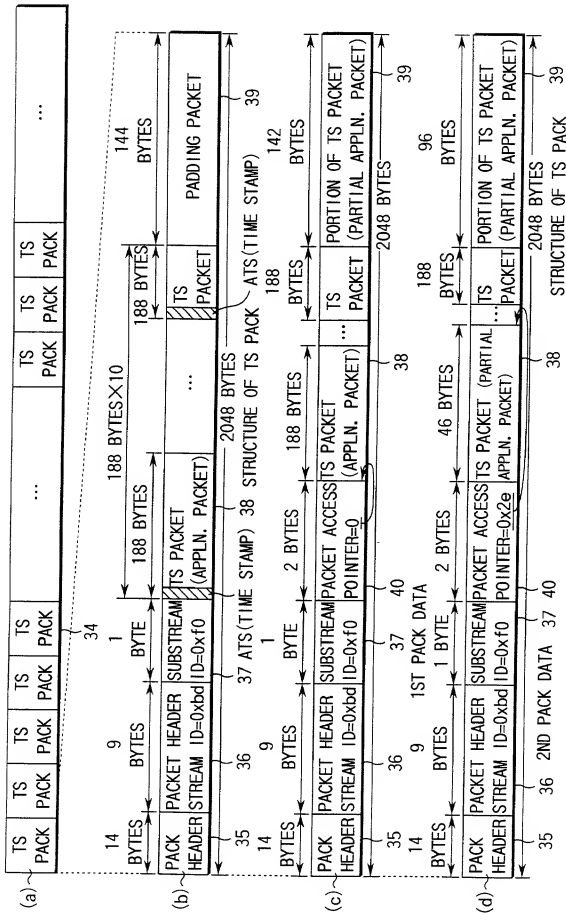 (a)
TS PACK
TS PACK
TS PACK
TS PACK
TS PACK
...
TS PACK
TS PACK
TS PACK
...
34
14 BYTES
9 BYTES
1 BYTE
188 BYTES×10
188 BYTES
188 BYTES
144 BYTES
(b)
PACK HEADER
PACKET HEADER STREAM ID=0xbd
SUBSTREAM ID=0xf0
TS PACKET (APPLN. PACKET)
...
TS PACKET
PADDING PACKET
35
36
37
ATS(TIME STAMP)
38
STRUCTURE OF TS PACK
2048 BYTES
ATS(TIME STAMP)
39
14 BYTES
9 BYTES
1 BYTE
2 BYTES
188 BYTES
188 BYTES
142 BYTES
(c)
PACK HEADER
PACKET HEADER STREAM ID=0xbd
SUBSTREAM ID=0xf0
PACKET ACCESS POINTER=0
TS PACKET (APPLN. PACKET)
...
TS PACKET
PORTION OF TS PACKET (PARTIAL APPLN. PACKET)
35
36
37
40
38
2048 BYTES
39
1ST PACK DATA
14 BYTES
9 BYTES
1 BYTE
2 BYTES
46 BYTES
188 BYTES
96 BYTES
(d)
PACK HEADER
PACKET HEADER STREAM ID=0xbd
SUBSTREAM ID=0xf0
PACKET ACCESS POINTER=0x2e
TS PACKET (PARTIAL APPLN. PACKET)
...
TS PACKET
PORTION OF TS PACKET (PARTIAL APPLN. PACKET)
35
36
37
40
38
2048 BYTES
39
2ND PACK DATA
STRUCTURE OF TS PACK